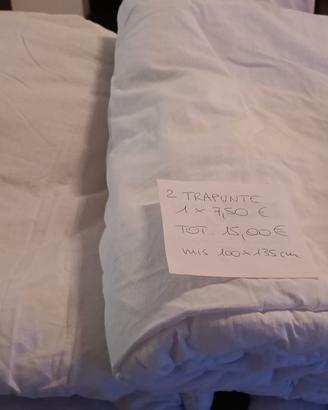 2 TRAPUNTE
1 x 7,50 €
TOT. 15,00 €
mis 100 x 135 cm